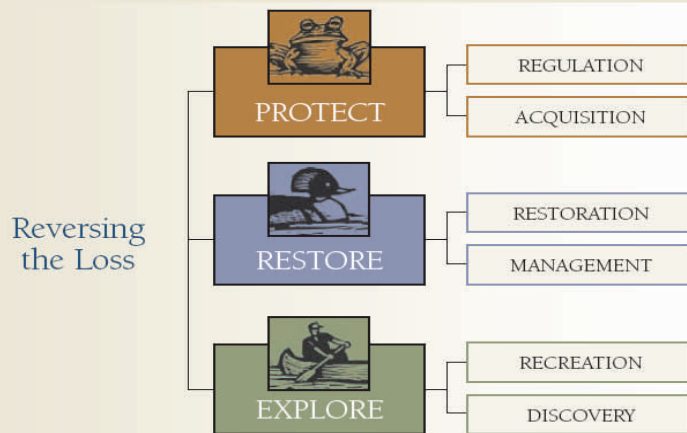 Reversing
the Loss
PROTECT
REGULATION
ACQUISITION
RESTORE
RESTORATION
MANAGEMENT
EXPLORE
RECREATION
DISCOVERY